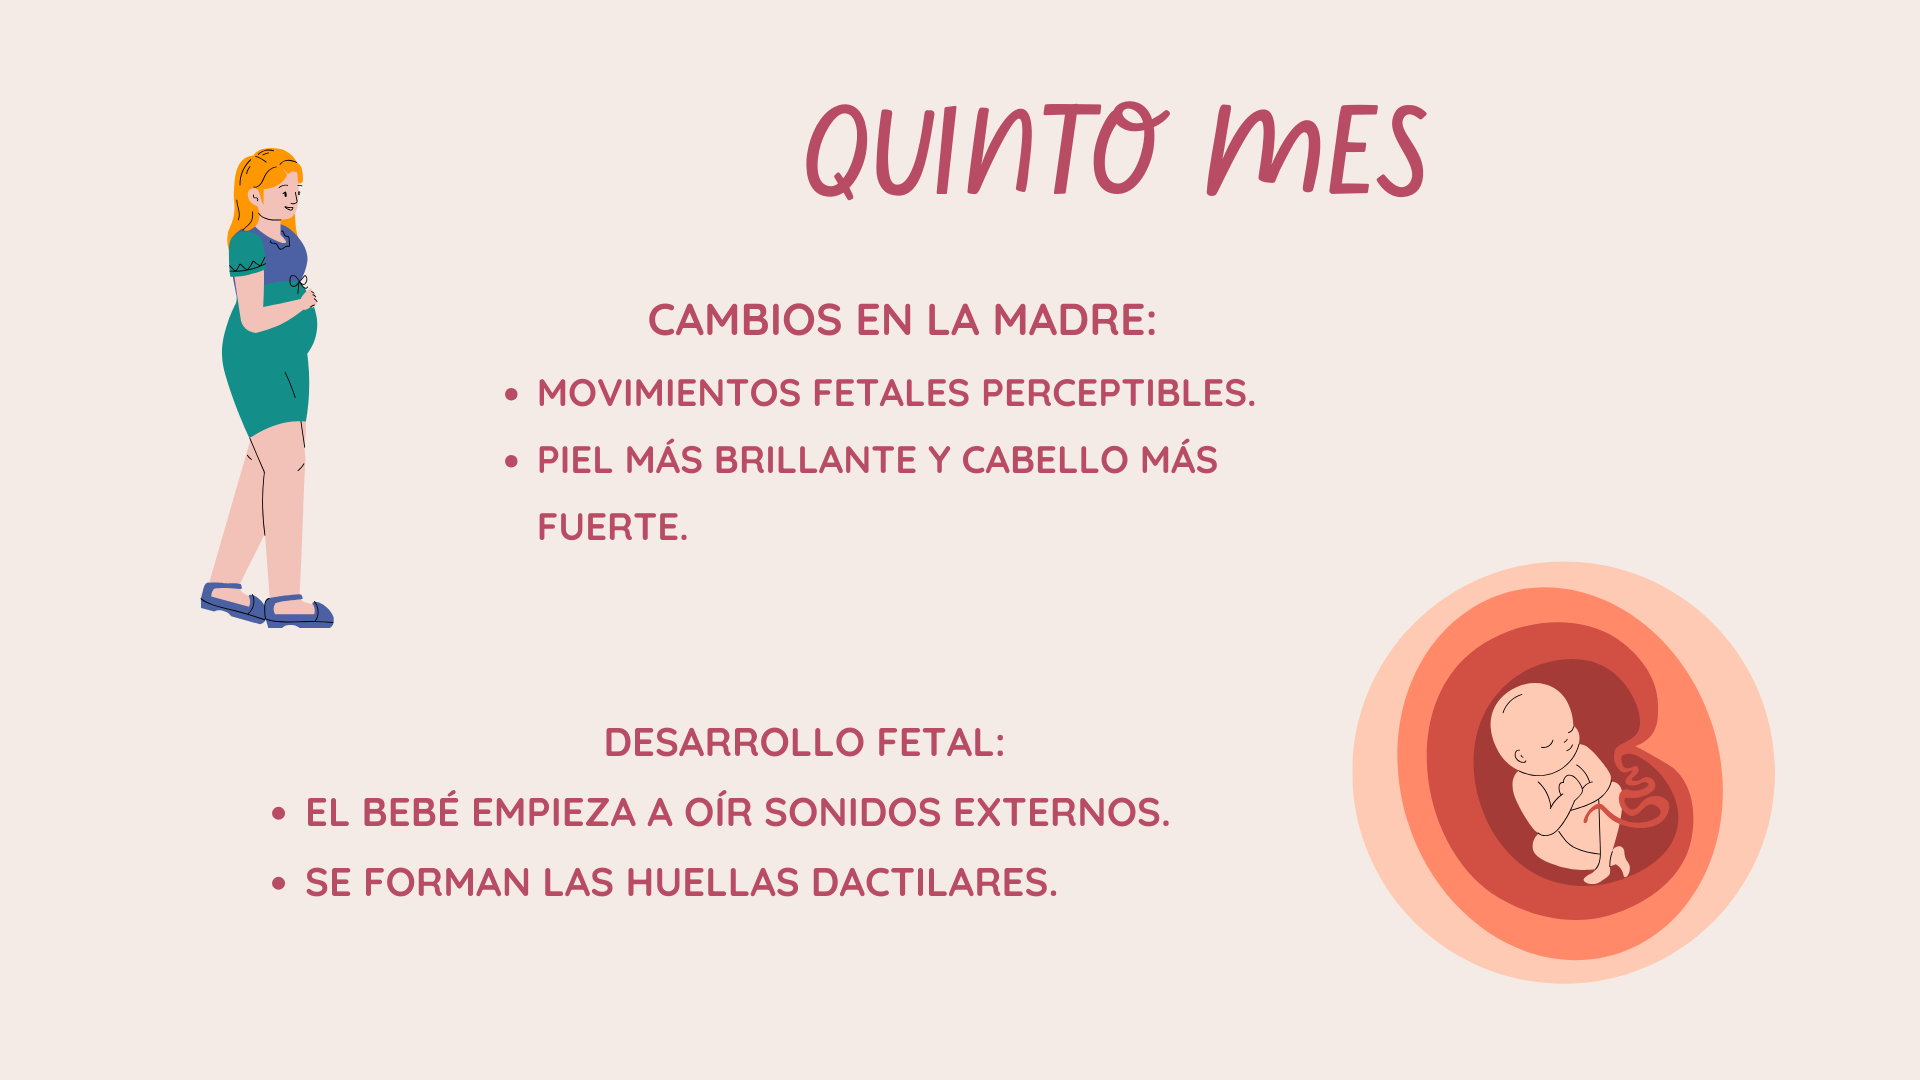 QUINTO MES
CAMBIOS EN LA MADRE:
• MOVIMIENTOS FETALES PERCEPTIBLES.
• PIEL MÁS BRILLANTE Y CABELLO MÁS
FUERTE.
DESARROLLO FETAL:
• EL BEBÉ EMPIEZA A OÍR SONIDOS EXTERNOS.
• SE FORMAN LAS HUELLAS DACTILARES.